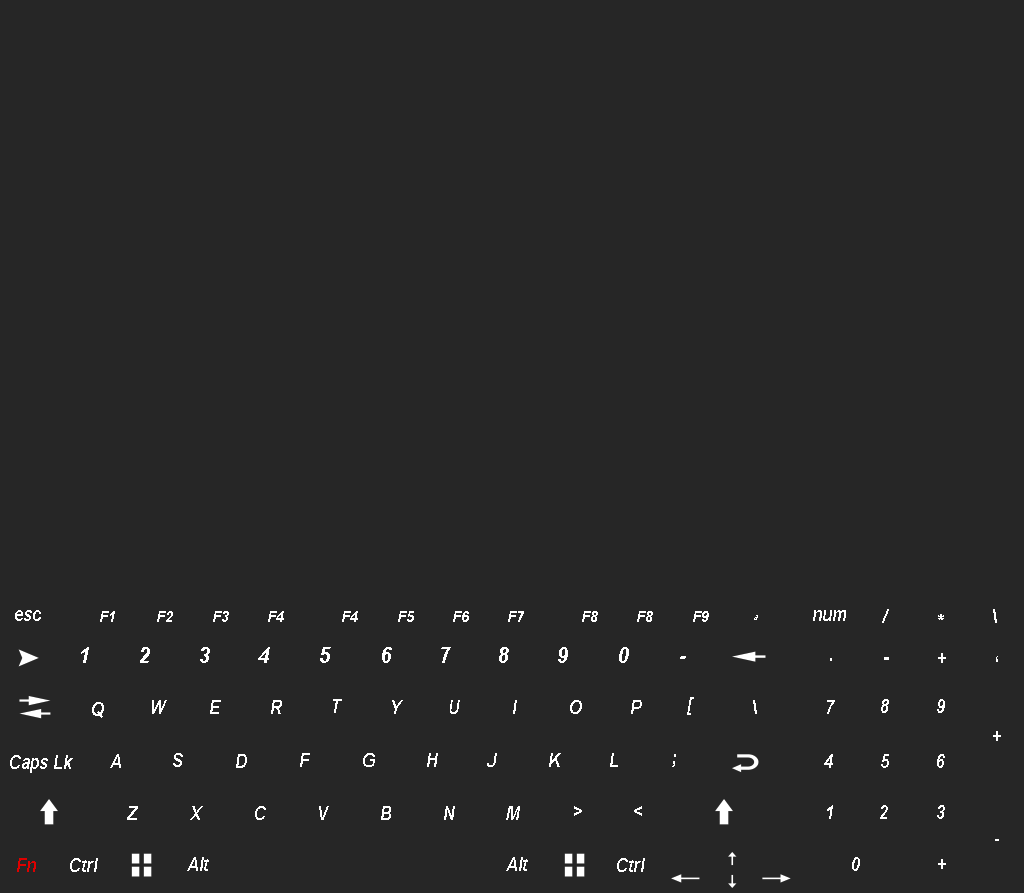 esc F1 F2 F3 F4 F4 F5 F6 F7 F8 F8 F9 num / * \
1 2 3 4 5 6 7 8 9 0 - . - +
Q W E R T Y U I O P [ \ 7 8 9
+
Caps Lk A S D F G H J K L ; 4 5 6
Z X C V B N M > < 1 2 3
-
Fn Ctrl Alt Alt Ctrl 0 +